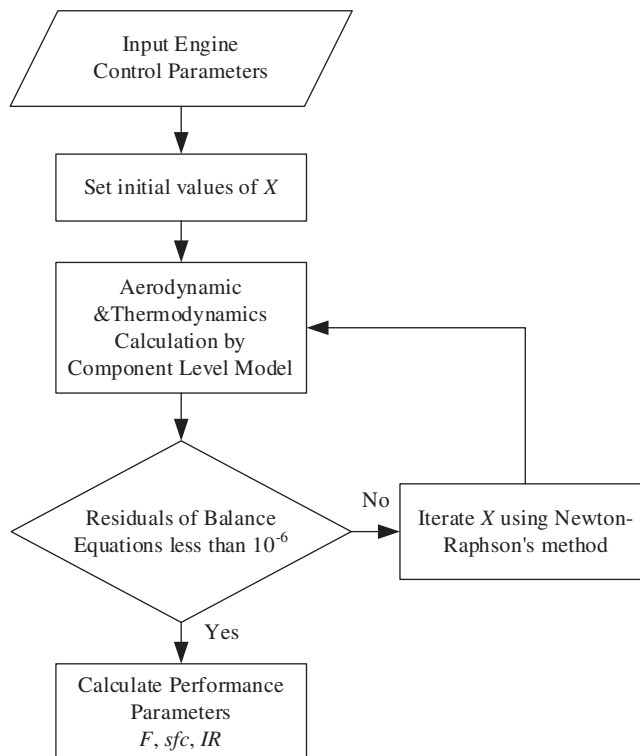 Input Engine
Control Parameters
Set initial values of X
Aerodynamic
&Thermodynamics
Calculation by
Component Level Model
Residuals of Balance
Equations less than 10⁻⁶
No
Iterate X using Newton-
Raphson's method
Yes
Calculate Performance
Parameters
F, sfc, IR